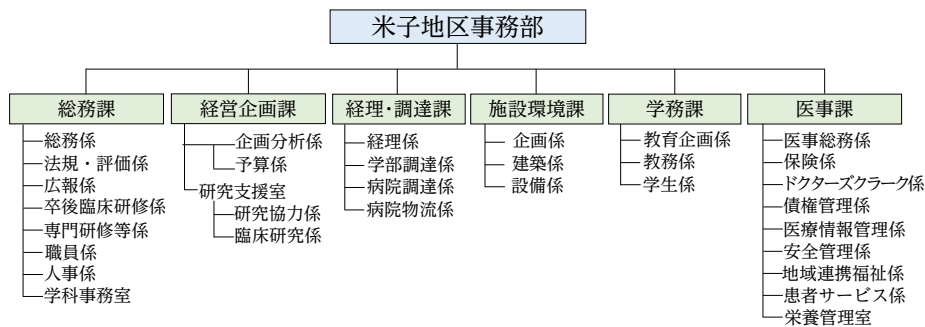 米子地区事務部
総務課
総務係
法規・評価係
広報係
卒後臨床研修係
専門研修等係
職員係
人事係
学科事務室
経営企画課
企画分析係
予算係
研究支援室
研究協力係
臨床研究係
経理・調達課
経理係
学部調達係
病院調達係
病院物流係
施設環境課
企画係
建築係
設備係
学務課
教育企画係
教務係
学生係
医事課
医事総務係
保険係
ドクターズクラーク係
債権管理係
医療情報管理係
安全管理係
地域連携福祉係
患者サービス係
栄養管理室